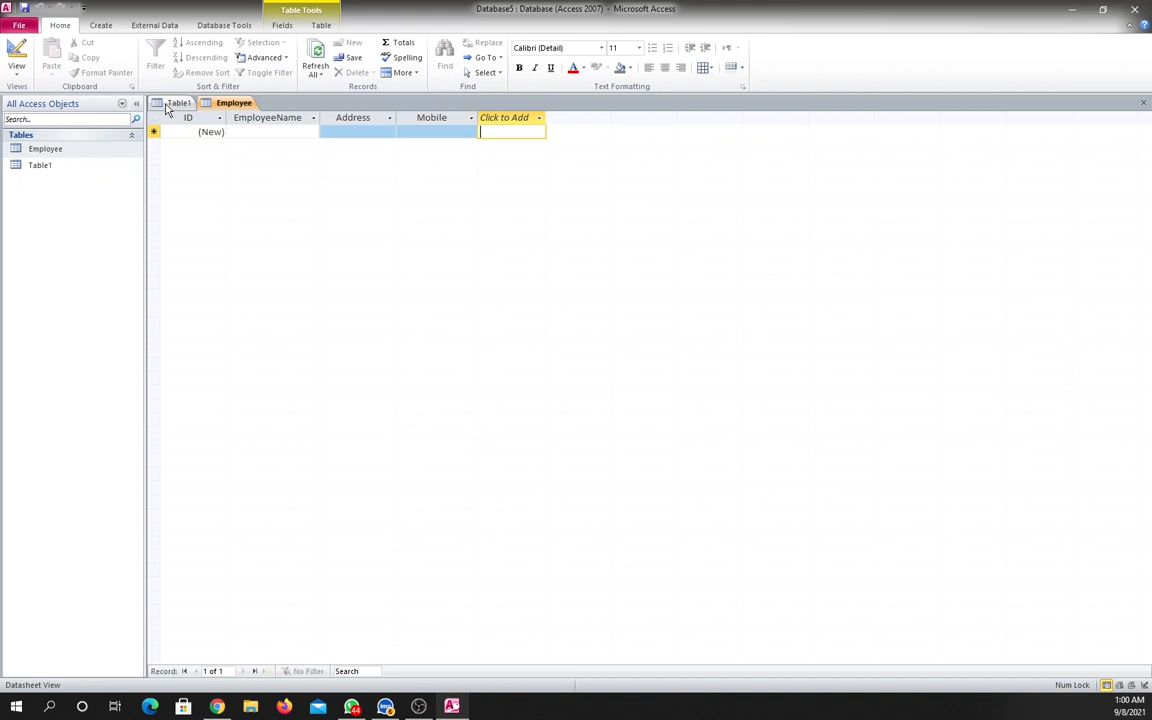 Table Tools
Database5 : Database (Access 2007) - Microsoft Access
File Home Create External Data Database Tools Fields Table
View
Views
Paste
Cut
Copy
Format Painter
Clipboard
Filter
Ascending
Descending
Remove Sort
Selection
Advanced
Toggle Filter
Sort & Filter
Refresh All
New
Save
Delete
Totals
Spelling
More
Records
Find
Replace
Go To
Select
Find
Calibri (Detail) 11
B I U A
Text Formatting
All Access Objects
Search...
Tables
Employee
Table1
Table1 Employee
ID EmployeeName Address Mobile Click to Add
(New)
Record: 1 of 1 No Filter Search
Datasheet View Num Lock
44
1:00 AM
9/8/2021